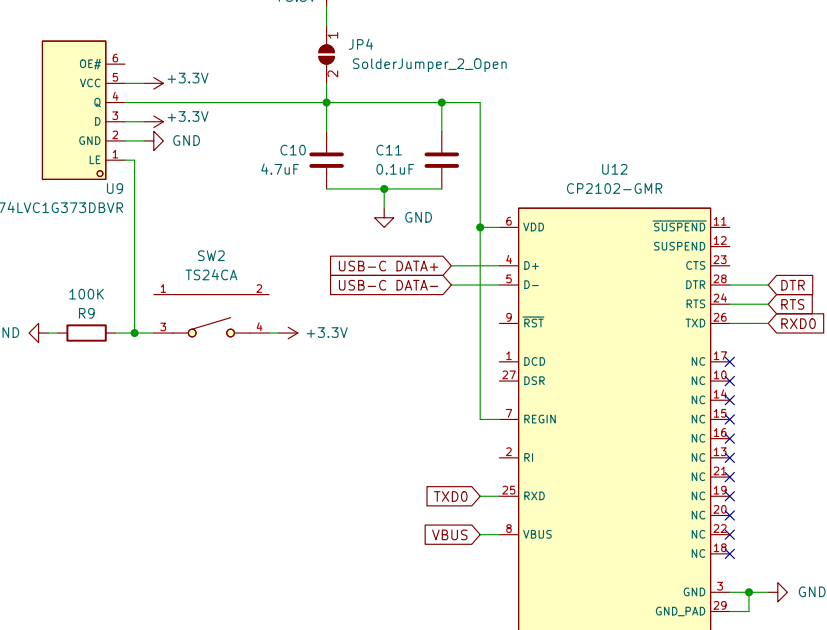 JP4
SolderJumper_2_Open
1
2
OE# 6
VCC 5 +3.3V
Q 4
D 3 +3.3V
GND 2 GND
LE 1
U9
74LVC1G373DBVR
C10
4.7uF
C11
0.1uF
GND
SW2
TS24CA
1 2
3 4 +3.3V
100K
R9
U12
CP2102-GMR
6 VDD
USB-C DATA+ 4 D+
USB-C DATA- 5 D-
9 RST
1 DCD
27 DSR
7 REGIN
2 RI
TXD0 25 RXD
VBUS 8 VBUS
SUSPEND 11
SUSPEND 12
CTS 23
DTR 28 DTR
RTS 24 RTS
TXD 26 RXD0
NC 17
NC 10
NC 14
NC 15
NC 16
NC 13
NC 21
NC 19
NC 20
NC 22
NC 18
GND 3 GND
GND_PAD 29